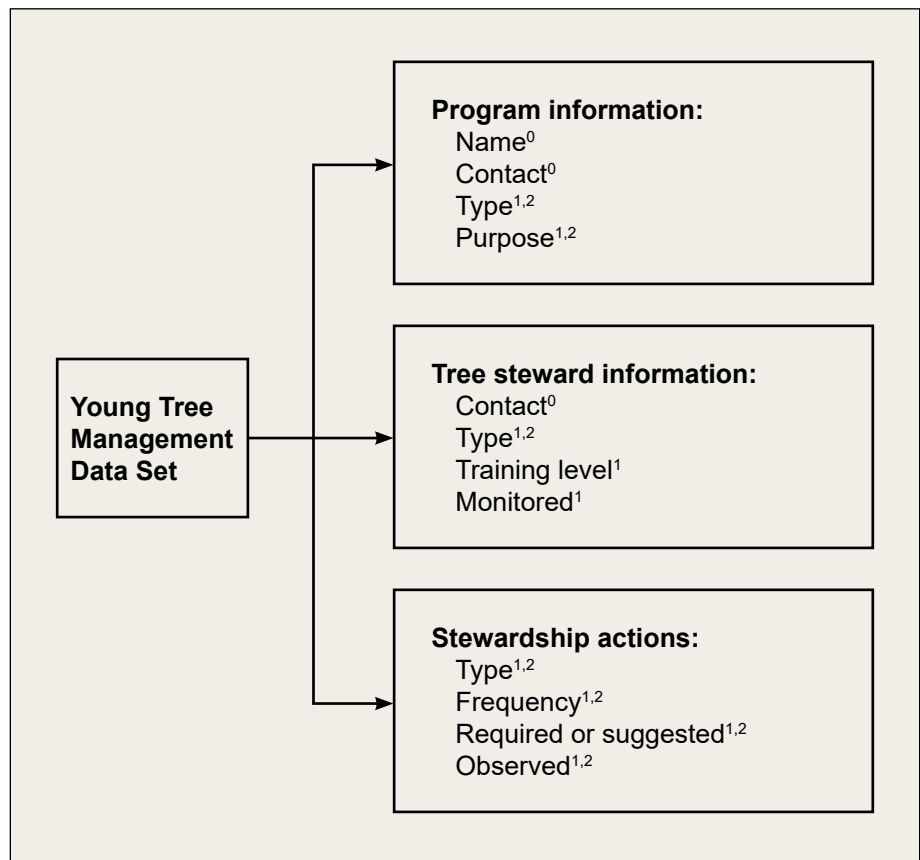 Young Tree
Management
Data Set
Program information:
Name⁰
Contact⁰
Type¹,²
Purpose¹,²
Tree steward information:
Contact⁰
Type¹,²
Training level¹
Monitored¹
Stewardship actions:
Type¹,²
Frequency¹,²
Required or suggested¹,²
Observed¹,²